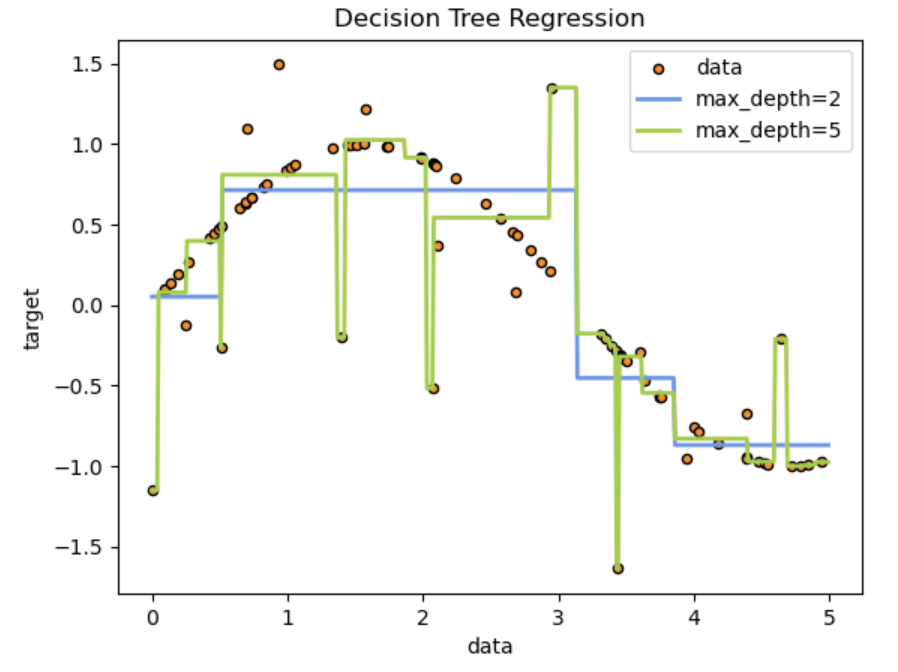 Decision Tree Regression
data
max_depth=2
max_depth=5
1.5
1.0
0.5
0.0
−0.5
−1.0
−1.5
target
0 1 2 3 4 5
data